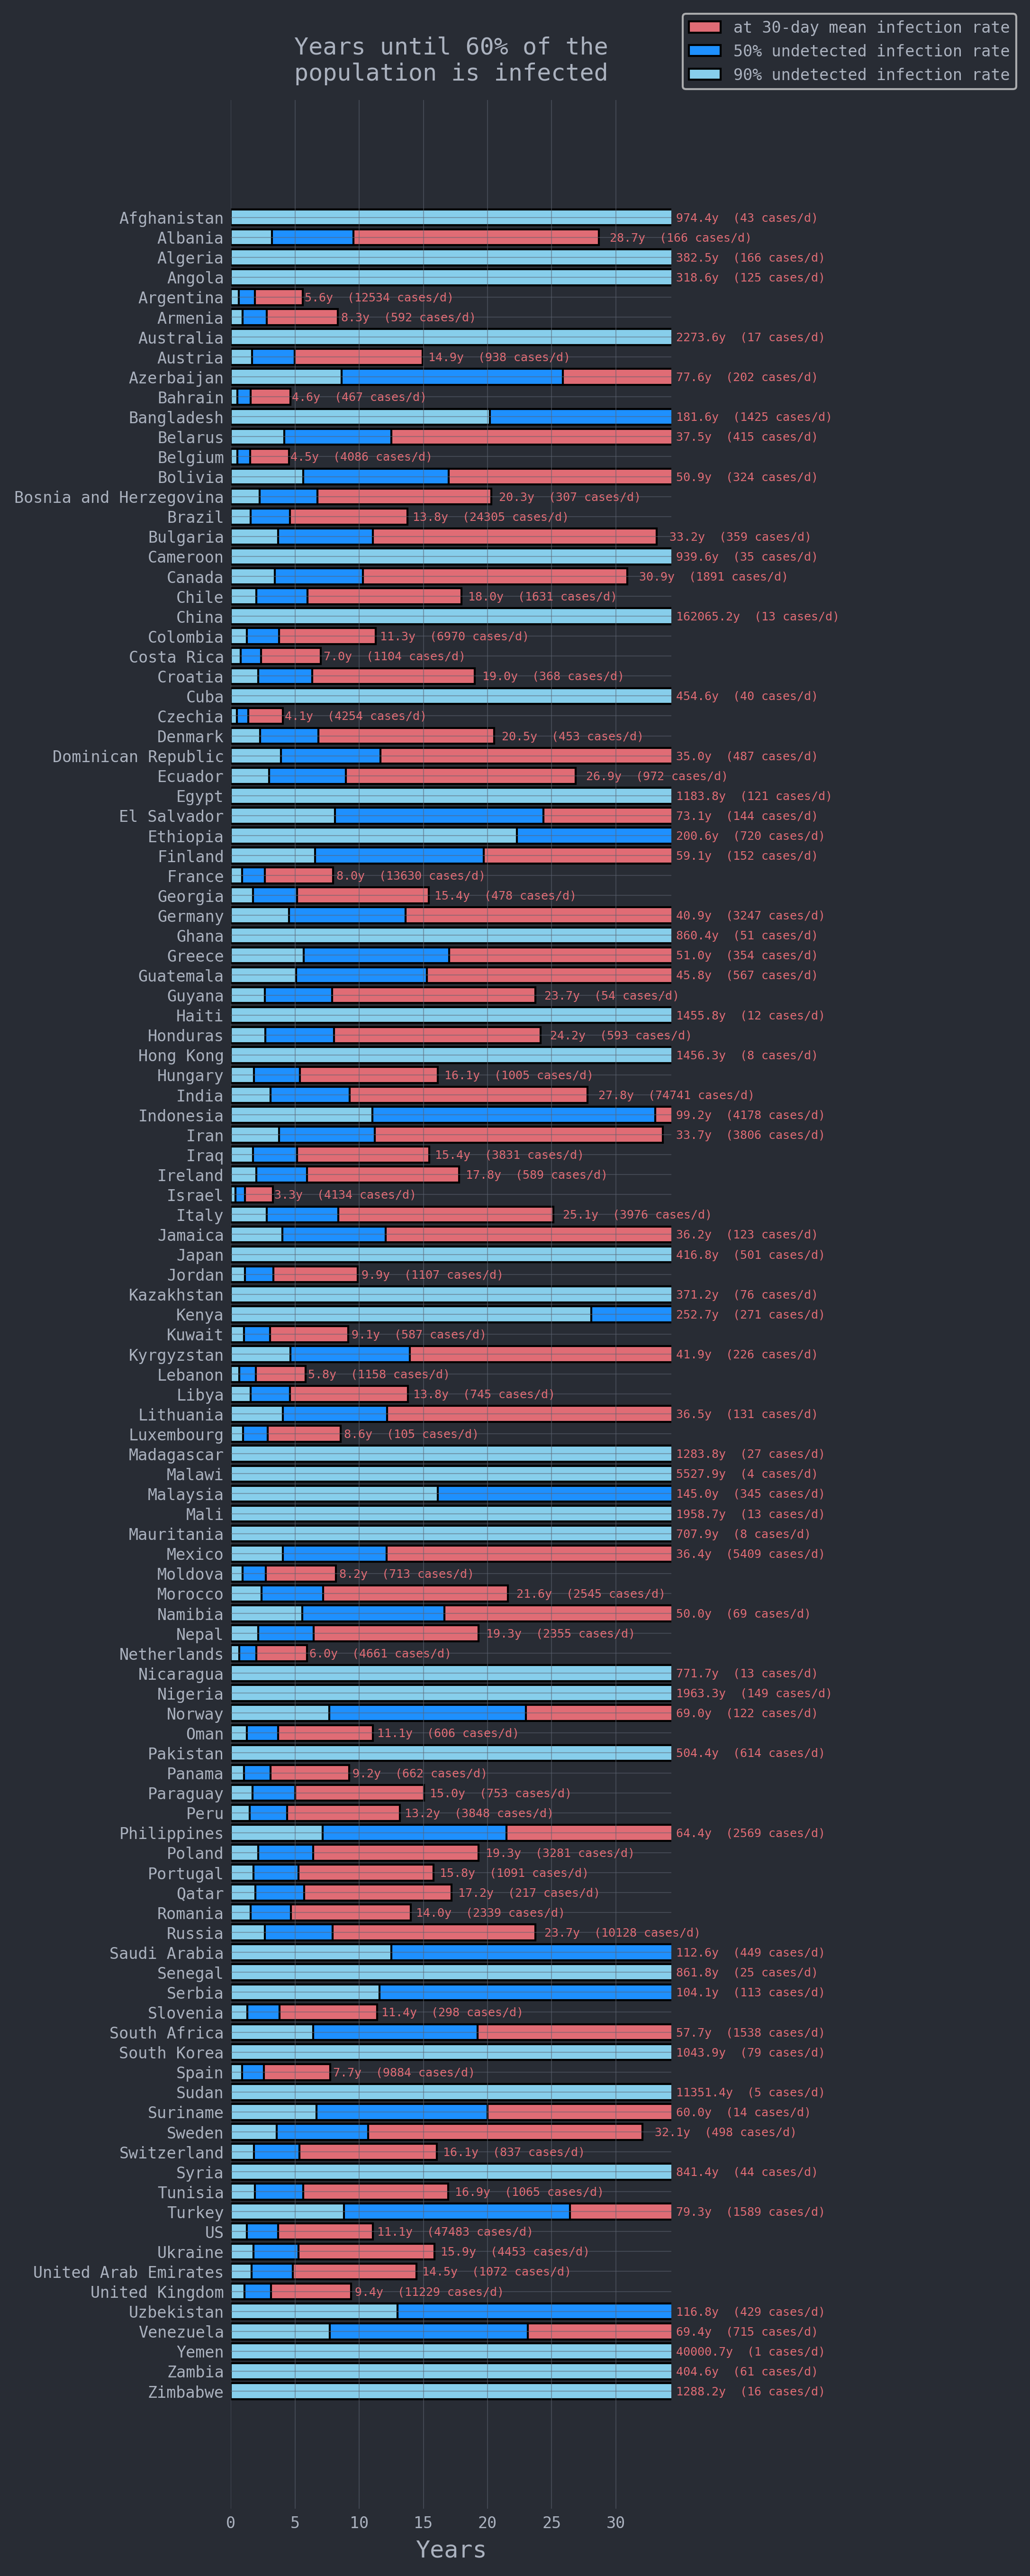 Years until 60% of the
population is infected
at 30-day mean infection rate
50% undetected infection rate
90% undetected infection rate
Afghanistan 974.4y (43 cases/d)
Albania 28.7y (166 cases/d)
Algeria 382.5y (166 cases/d)
Angola 318.6y (125 cases/d)
Argentina 5.6y (12534 cases/d)
Armenia 8.3y (592 cases/d)
Australia 2273.6y (17 cases/d)
Austria 14.9y (938 cases/d)
Azerbaijan 77.6y (202 cases/d)
Bahrain 4.6y (467 cases/d)
Bangladesh 181.6y (1425 cases/d)
Belarus 37.5y (415 cases/d)
Belgium 4.5y (4086 cases/d)
Bolivia 50.9y (324 cases/d)
Bosnia and Herzegovina 20.3y (307 cases/d)
Brazil 13.8y (24305 cases/d)
Bulgaria 33.2y (359 cases/d)
Cameroon 939.6y (35 cases/d)
Canada 30.9y (1891 cases/d)
Chile 18.0y (1631 cases/d)
China 162065.2y (13 cases/d)
Colombia 11.3y (6970 cases/d)
Costa Rica 7.0y (1104 cases/d)
Croatia 19.0y (368 cases/d)
Cuba 454.6y (40 cases/d)
Czechia 4.1y (4254 cases/d)
Denmark 20.5y (453 cases/d)
Dominican Republic 35.0y (487 cases/d)
Ecuador 26.9y (972 cases/d)
Egypt 1183.8y (121 cases/d)
El Salvador 73.1y (144 cases/d)
Ethiopia 200.6y (720 cases/d)
Finland 59.1y (152 cases/d)
France 8.0y (13630 cases/d)
Georgia 15.4y (478 cases/d)
Germany 40.9y (3247 cases/d)
Ghana 860.4y (51 cases/d)
Greece 51.0y (354 cases/d)
Guatemala 45.8y (567 cases/d)
Guyana 23.7y (54 cases/d)
Haiti 1455.8y (12 cases/d)
Honduras 24.2y (593 cases/d)
Hong Kong 1456.3y (8 cases/d)
Hungary 16.1y (1005 cases/d)
India 27.8y (74741 cases/d)
Indonesia 99.2y (4178 cases/d)
Iran 33.7y (3806 cases/d)
Iraq 15.4y (3831 cases/d)
Ireland 17.8y (589 cases/d)
Israel 3.3y (4134 cases/d)
Italy 25.1y (3976 cases/d)
Jamaica 36.2y (123 cases/d)
Japan 416.8y (501 cases/d)
Jordan 9.9y (1107 cases/d)
Kazakhstan 371.2y (76 cases/d)
Kenya 252.7y (271 cases/d)
Kuwait 9.1y (587 cases/d)
Kyrgyzstan 41.9y (226 cases/d)
Lebanon 5.8y (1158 cases/d)
Libya 13.8y (745 cases/d)
Lithuania 36.5y (131 cases/d)
Luxembourg 8.6y (105 cases/d)
Madagascar 1283.8y (27 cases/d)
Malawi 5527.9y (4 cases/d)
Malaysia 145.0y (345 cases/d)
Mali 1958.7y (13 cases/d)
Mauritania 707.9y (8 cases/d)
Mexico 36.4y (5409 cases/d)
Moldova 8.2y (713 cases/d)
Morocco 21.6y (2545 cases/d)
Namibia 50.0y (69 cases/d)
Nepal 19.3y (2355 cases/d)
Netherlands 6.0y (4661 cases/d)
Nicaragua 771.7y (13 cases/d)
Nigeria 1963.3y (149 cases/d)
Norway 69.0y (122 cases/d)
Oman 11.1y (606 cases/d)
Pakistan 504.4y (614 cases/d)
Panama 9.2y (662 cases/d)
Paraguay 15.0y (753 cases/d)
Peru 13.2y (3848 cases/d)
Philippines 64.4y (2569 cases/d)
Poland 19.3y (3281 cases/d)
Portugal 15.8y (1091 cases/d)
Qatar 17.2y (217 cases/d)
Romania 14.0y (2339 cases/d)
Russia 23.7y (10128 cases/d)
Saudi Arabia 112.6y (449 cases/d)
Senegal 861.8y (25 cases/d)
Serbia 104.1y (113 cases/d)
Slovenia 11.4y (298 cases/d)
South Africa 57.7y (1538 cases/d)
South Korea 1043.9y (79 cases/d)
Spain 7.7y (9884 cases/d)
Sudan 11351.4y (5 cases/d)
Suriname 60.0y (14 cases/d)
Sweden 32.1y (498 cases/d)
Switzerland 16.1y (837 cases/d)
Syria 841.4y (44 cases/d)
Tunisia 16.9y (1065 cases/d)
Turkey 79.3y (1589 cases/d)
US 11.1y (47483 cases/d)
Ukraine 15.9y (4453 cases/d)
United Arab Emirates 14.5y (1072 cases/d)
United Kingdom 9.4y (11229 cases/d)
Uzbekistan 116.8y (429 cases/d)
Venezuela 69.4y (715 cases/d)
Yemen 40000.7y (1 cases/d)
Zambia 404.6y (61 cases/d)
Zimbabwe 1288.2y (16 cases/d)
0 5 10 15 20 25 30
Years